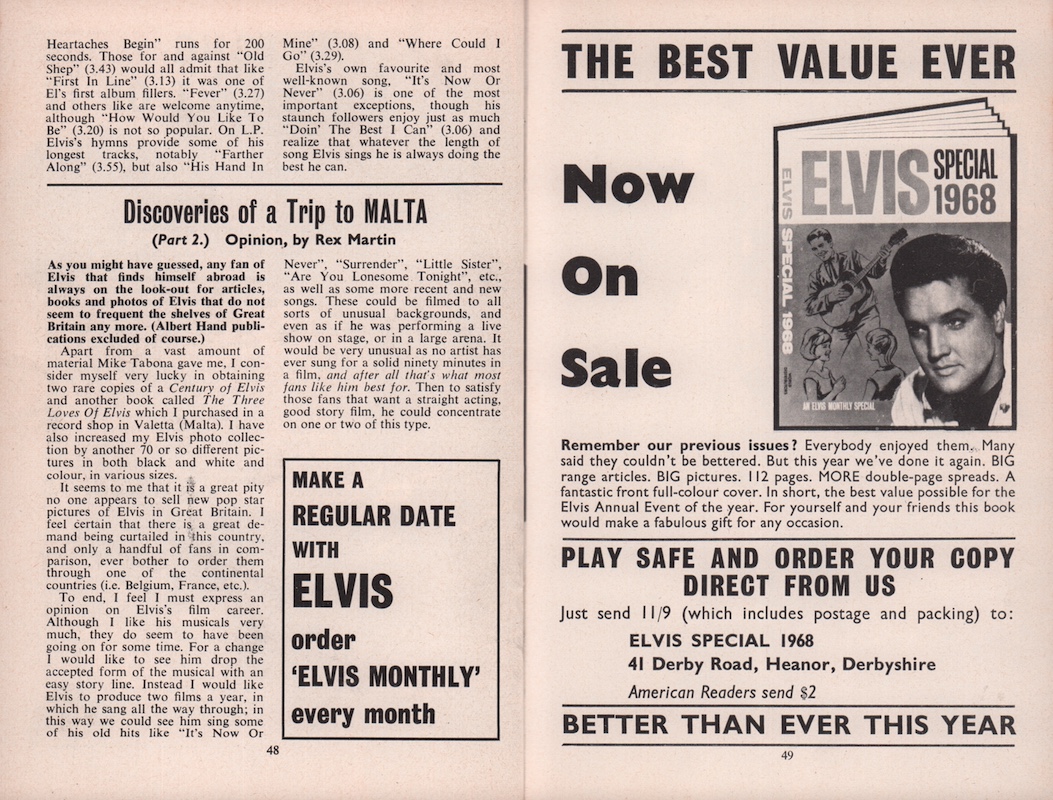 Heartaches Begin” runs for 200
seconds. Those for and against “Old
Shep” (3.43) would all admit that like
“First In Line” (3.13) it was one of
El’s first album fillers. “Fever” (3.27)
and others like are welcome anytime,
although “How Would You Like To
Be” (3.20) is not so popular. On L.P.
Elvis’s hymns provide some of his
longest tracks, notably “Farther
Along” (3.55), but also “His Hand In
Mine” (3.08) and “Where Could I
Go” (3.29).
Elvis’s own favourite and most
well-known song, “It’s Now Or
Never” (3.06) is one of the most
important exceptions, though his
staunch followers enjoy just as much
“Doin’ The Best I Can” (3.06) and
realize that whatever the length of
song Elvis sings he is always doing the
best he can.
Discoveries of a Trip to MALTA
(Part 2.) Opinion, by Rex Martin
As you might have guessed, any fan of
Elvis that finds himself abroad is
always on the look-out for articles,
books and photos of Elvis that do not
seem to frequent the shelves of Great
Britain any more. (Albert Hand publi-
cations excluded of course.)
Apart from a vast amount of
material Mike Tabona gave me, I con-
sider myself very lucky in obtaining
two rare copies of a Century of Elvis
and another book called The Three
Loves Of Elvis which I purchased in a
record shop in Valetta (Malta). I have
also increased my Elvis photo collec-
tion by another 70 or so different pic-
tures in both black and white and
colour, in various sizes.
It seems to me that it is a great pity
no one appears to sell new pop star
pictures of Elvis in Great Britain. I
feel certain that there is a great de-
mand being curtailed in this country,
and only a handful of fans in com-
parison, ever bother to order them
through one of the continental
countries (i.e. Belgium, France, etc.).
To end, I feel I must express an
opinion on Elvis’s film career.
Although I like his musicals very
much, they do seem to have been
going on for some time. For a change
I would like to see him drop the
accepted form of the musical with an
easy story line. Instead I would like
Elvis to produce two films a year, in
which he sang all the way through; in
this way we could see him sing some
of his old hits like “It’s Now Or
Never”, “Surrender”, “Little Sister”,
“Are You Lonesome Tonight”, etc.,
as well as some more recent and new
songs. These could be filmed to all
sorts of unusual backgrounds, and
even as if he was performing a live
show on stage, or in a large arena. It
would be very unusual as no artist has
ever sung for a solid ninety minutes in
a film, and after all that’s what most
fans like him best for. Then to satisfy
those fans that want a straight acting,
good story film, he could concentrate
on one or two of this type.
MAKE A
REGULAR DATE
WITH
ELVIS
order
‘ELVIS MONTHLY’
every month
48
THE BEST VALUE EVER
Now
On
Sale
ELVIS SPECIAL 1968
ELVIS
SPECIAL
1968
AN ELVIS MONTHLY SPECIAL
Remember our previous issues? Everybody enjoyed them. Many
said they couldn’t be bettered. But this year we’ve done it again. BIG
range articles. BIG pictures. 112 pages. MORE double-page spreads. A
fantastic front full-colour cover. In short, the best value possible for the
Elvis Annual Event of the year. For yourself and your friends this book
would make a fabulous gift for any occasion.
PLAY SAFE AND ORDER YOUR COPY
DIRECT FROM US
Just send 11/9 (which includes postage and packing) to:
ELVIS SPECIAL 1968
41 Derby Road, Heanor, Derbyshire
American Readers send $2
BETTER THAN EVER THIS YEAR
49